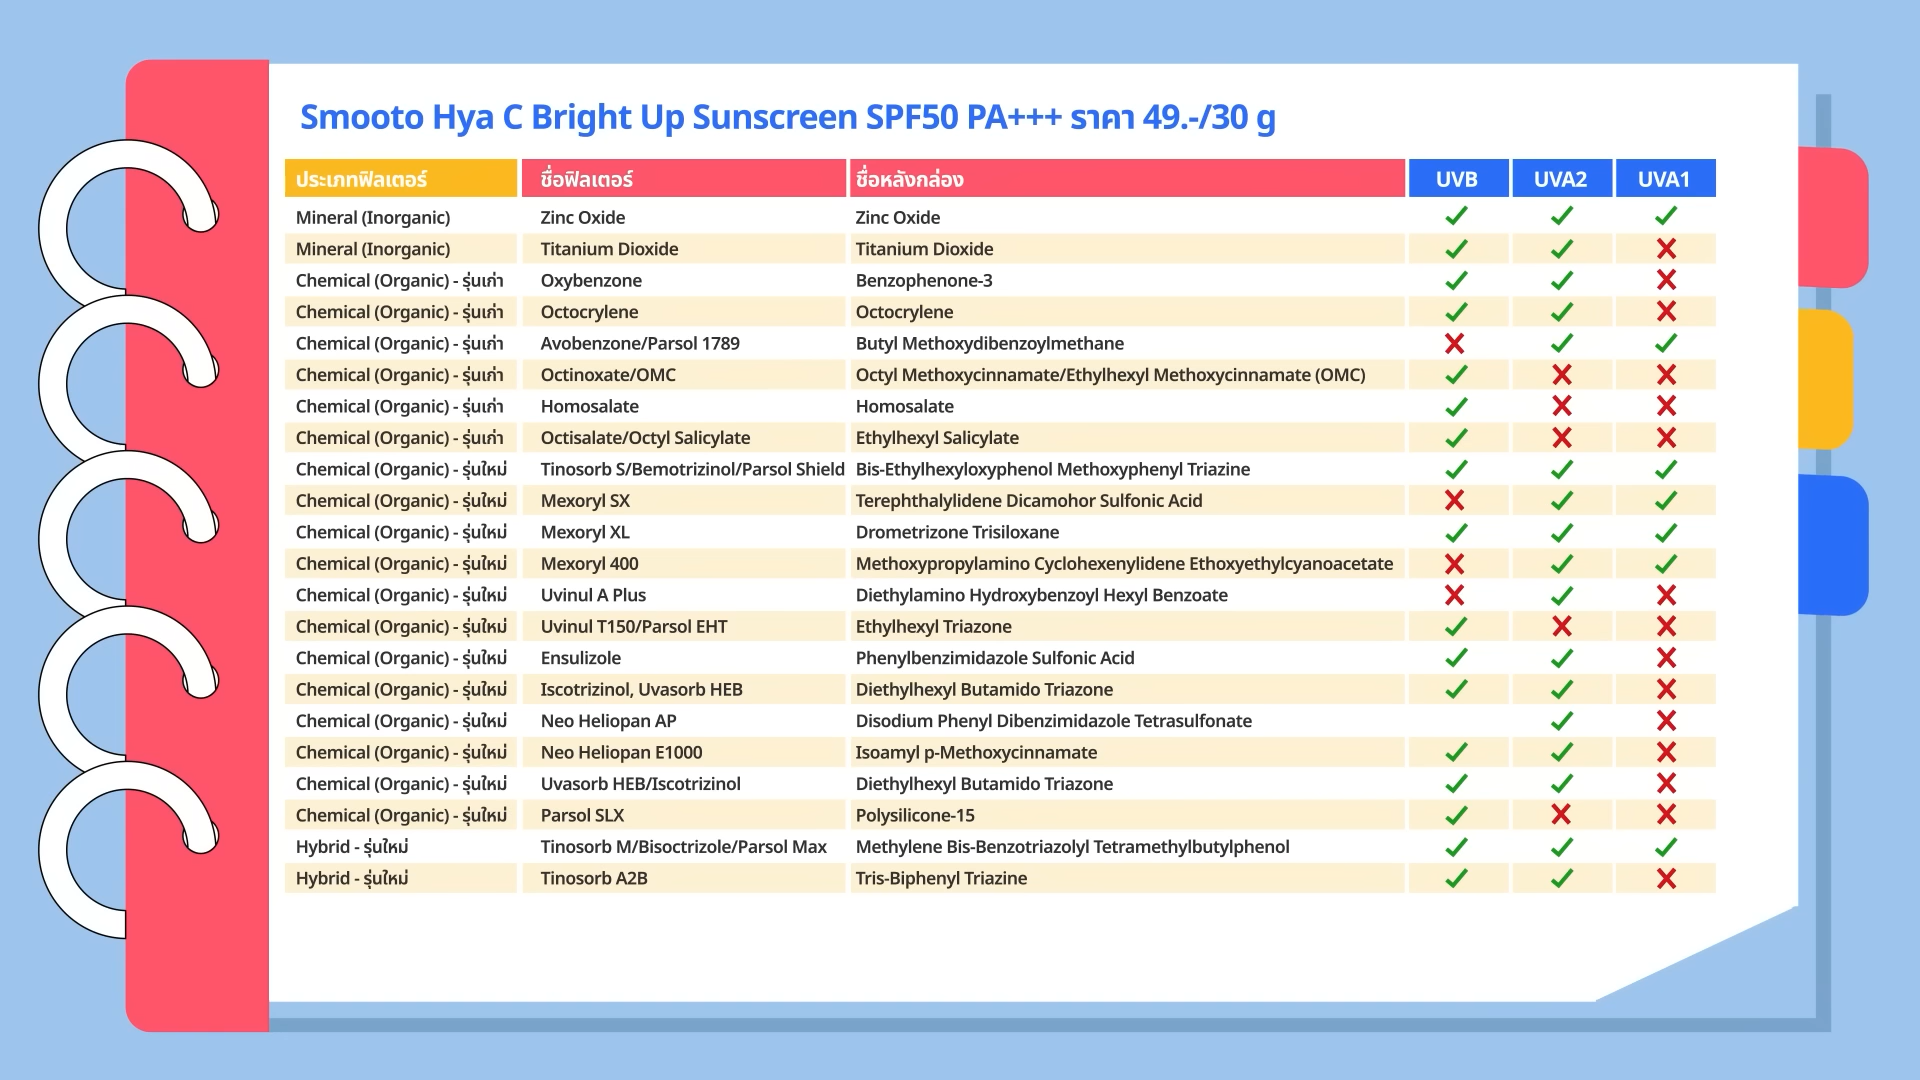 Smooto Hya C Bright Up Sunscreen SPF50 PA+++ ราคา 49.-/30 g
ประเภทฟิลเตอร์ ชื่อฟิลเตอร์ ชื่อหลังกล่อง UVB UVA2 UVA1
Mineral (Inorganic) Zinc Oxide Zinc Oxide
Mineral (Inorganic) Titanium Dioxide Titanium Dioxide
Chemical (Organic) - รุ่นเก่า Oxybenzone Benzophenone-3
Chemical (Organic) - รุ่นเก่า Octocrylene Octocrylene
Chemical (Organic) - รุ่นเก่า Avobenzone/Parsol 1789 Butyl Methoxydibenzoylmethane
Chemical (Organic) - รุ่นเก่า Octinoxate/OMC Octyl Methoxycinnamate/Ethylhexyl Methoxycinnamate (OMC)
Chemical (Organic) - รุ่นเก่า Homosalate Homosalate
Chemical (Organic) - รุ่นเก่า Octisalate/Octyl Salicylate Ethylhexyl Salicylate
Chemical (Organic) - รุ่นใหม่ Tinosorb S/Bemotrizinol/Parsol Shield Bis-Ethylhexyloxyphenol Methoxyphenyl Triazine
Chemical (Organic) - รุ่นใหม่ Mexoryl SX Terephthalylidene Dicamohor Sulfonic Acid
Chemical (Organic) - รุ่นใหม่ Mexoryl XL Drometrizone Trisiloxane
Chemical (Organic) - รุ่นใหม่ Mexoryl 400 Methoxypropylamino Cyclohexenylidene Ethoxyethylcyanoacetate
Chemical (Organic) - รุ่นใหม่ Uvinul A Plus Diethylamino Hydroxybenzoyl Hexyl Benzoate
Chemical (Organic) - รุ่นใหม่ Uvinul T150/Parsol EHT Ethylhexyl Triazone
Chemical (Organic) - รุ่นใหม่ Ensulizole Phenylbenzimidazole Sulfonic Acid
Chemical (Organic) - รุ่นใหม่ Iscotrizinol, Uvasorb HEB Diethylhexyl Butamido Triazone
Chemical (Organic) - รุ่นใหม่ Neo Heliopan AP Disodium Phenyl Dibenzimidazole Tetrasulfonate
Chemical (Organic) - รุ่นใหม่ Neo Heliopan E1000 Isoamyl p-Methoxycinnamate
Chemical (Organic) - รุ่นใหม่ Uvasorb HEB/Iscotrizinol Diethylhexyl Butamido Triazone
Chemical (Organic) - รุ่นใหม่ Parsol SLX Polysilicone-15
Hybrid - รุ่นใหม่ Tinosorb M/Bisoctrizole/Parsol Max Methylene Bis-Benzotriazolyl Tetramethylbutylphenol
Hybrid - รุ่นใหม่ Tinosorb A2B Tris-Biphenyl Triazine